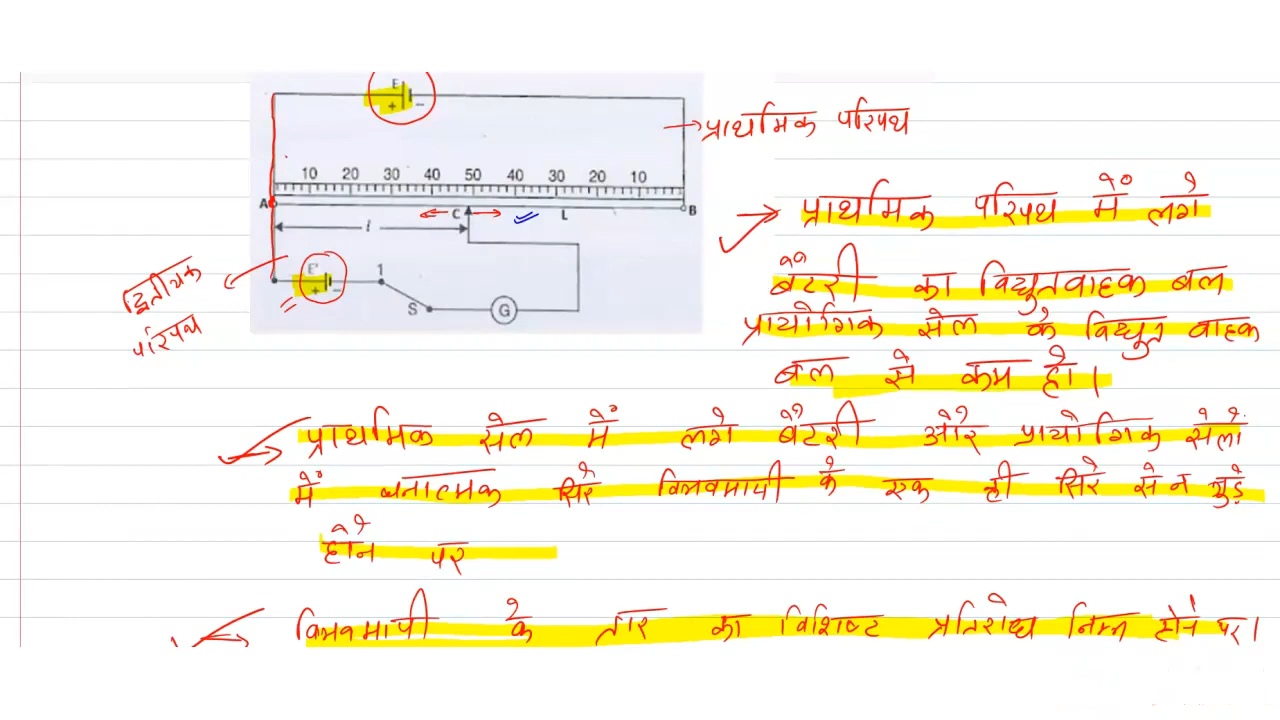 E
+ −
→ प्राथमिक परिपथ
10 20 30 40 50 40 30 20 10
A C L B
l
E' 1
+ −
S G
द्वितीयक
परिपथ
प्राथमिक परिपथ में लगे
बैटरी का विद्युतवाहक बल
प्रायोगिक सेल के विद्युत वाहक
बल से कम हो।
प्राथमिक सेल में लगे बैटरी और प्रायोगिक सेलों
में धनात्मक सिरे विभवमापी के एक ही सिरे से न जुड़े
होने पर
विभवमापी के तार का विशिष्ट प्रतिरोध निम्न होने पर।